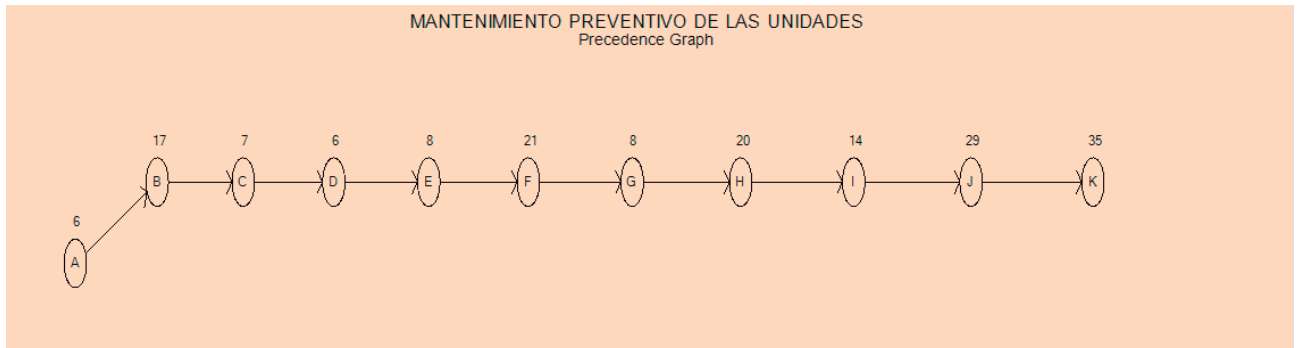 MANTENIMIENTO PREVENTIVO DE LAS UNIDADES
Precedence Graph
17 7 6 8 21 8 20 14 29 35
B C D E F G H I J K
6
A